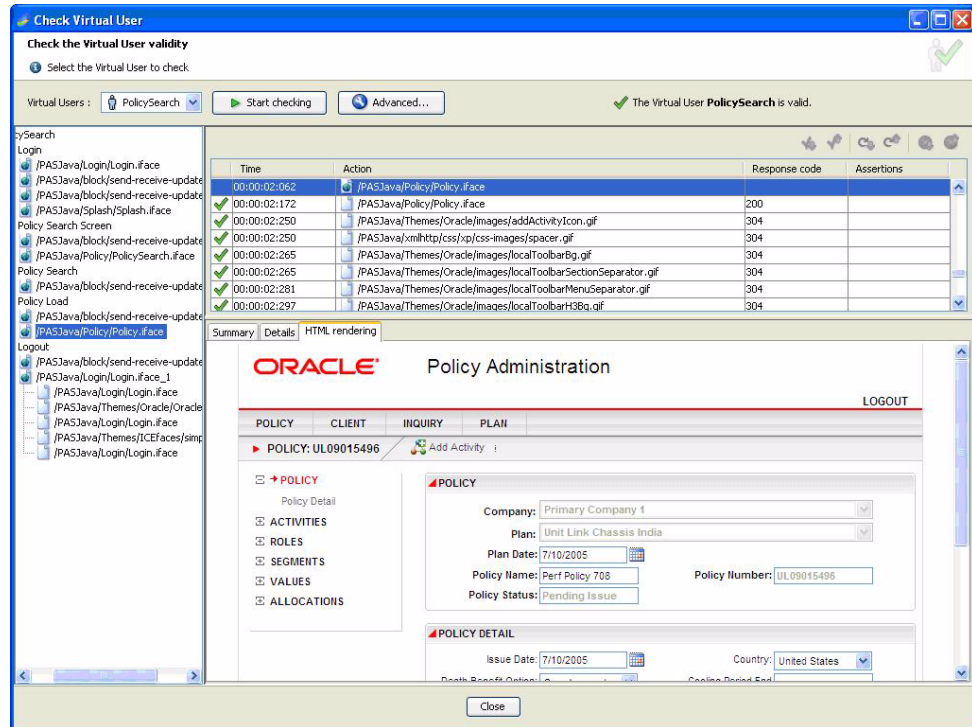 Check Virtual User
Check the Virtual User validity
Select the Virtual User to check
Virtual Users : PolicySearch Start checking Advanced... The Virtual User PolicySearch is valid.
cySearch
Login
/PASJava/Login/Login.iface
/PASJava/block/send-receive-update
/PASJava/block/send-receive-update
/PASJava/Splash/Splash.iface
Policy Search Screen
/PASJava/block/send-receive-update
/PASJava/Policy/PolicySearch.iface
Policy Search
/PASJava/block/send-receive-update
Policy Load
/PASJava/block/send-receive-update
/PASJava/Policy/Policy.iface
Logout
/PASJava/block/send-receive-update
/PASJava/Login/Login.iface_1
/PASJava/Login/Login.iface
/PASJava/Themes/Oracle/Oracle
/PASJava/Login/Login.iface
/PASJava/Themes/ICEfaces/simp
/PASJava/Login/Login.iface
Time Action Response code Assertions
00:00:02:062 /PASJava/Policy/Policy.iface
00:00:02:172 /PASJava/Policy/Policy.iface 200
00:00:02:250 /PASJava/Themes/Oracle/images/addActivityIcon.gif 304
00:00:02:250 /PASJava/xmlhttp/css/xp/css-images/spacer.gif 304
00:00:02:265 /PASJava/Themes/Oracle/images/localToolbarBg.gif 304
00:00:02:265 /PASJava/Themes/Oracle/images/localToolbarSectionSeparator.gif 304
00:00:02:281 /PASJava/Themes/Oracle/images/localToolbarMenuSeparator.gif 304
00:00:02:297 /PASJava/Themes/Oracle/images/localToolbarH3Bg.gif 304
Summary Details HTML rendering
ORACLE Policy Administration
LOGOUT
POLICY CLIENT INQUIRY PLAN
POLICY: UL09015496 Add Activity
POLICY
Policy Detail
ACTIVITIES
ROLES
SEGMENTS
VALUES
ALLOCATIONS
POLICY
Company: Primary Company 1
Plan: Unit Link Chassis India
Plan Date: 7/10/2005
Policy Name: Perf Policy 708 Policy Number: UL09015496
Policy Status: Pending Issue
POLICY DETAIL
Issue Date: 7/10/2005 Country: United States
Death Benefit Option: Cooling Period End
Close